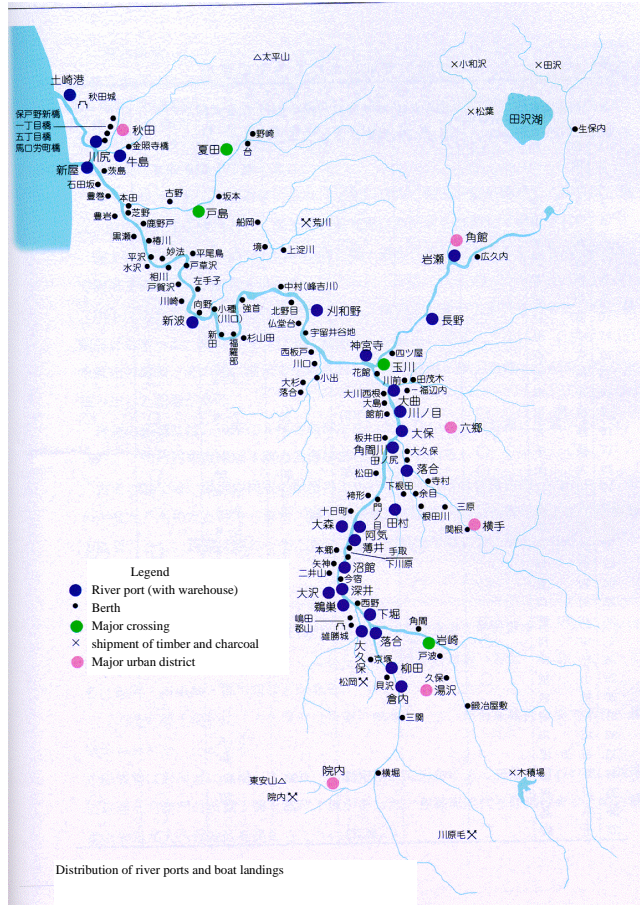 土崎港
秋田城
保戸野新橋
一丁目橋
五丁目橋
馬口労町橋
秋田
金照寺橋
川尻
牛島
新屋
茨島
石田坂
豊巻
本田
芝野
豊岩
鹿野戸
黒瀬
椿川
平沢
妙法
平尾鳥
水沢
相川
戸草沢
戸賀沢
左手子
川崎
向野
新波
小種
(川口)
強首
新田
福部羅
杉山田
△太平山
夏田
野崎
台
古野
坂本
戸島
船岡
荒川
境
上淀川
小和沢
田沢
松葉
田沢湖
生保内
角館
岩瀬
広久内
長野
中村(峰吉川)
北野目
刈和野
仏堂台
宇留井谷地
西板戸
川口
小出
大杉
落合
神宮寺
四ツ屋
玉川
花館
川前
田茂木
福辺内
大川西根
大曲
大島
川ノ目
館前
大保
六郷
板井田
角間川
大久保
田ノ尻
落合
松田
寺村
下根田
余目
袴形
門ノ目
田村
根田川
三原
関根
横手
十日町
大森
阿気
薄井
本郷
手取
下川原
矢神
沼館
二井山
今宿
大沢
深井
鵜巣
西野
下堀
嶋田
郡山
雄勝城
大久保
落合
角間
岩崎
京塚
戸波
柳田
松岡
貝沢
久保
倉内
湯沢
鍛冶屋敷
三関
院内
東安山△
院内
横堀
木積場
川原毛
Legend
River port (with warehouse)
Berth
Major crossing
shipment of timber and charcoal
Major urban district
Distribution of river ports and boat landings